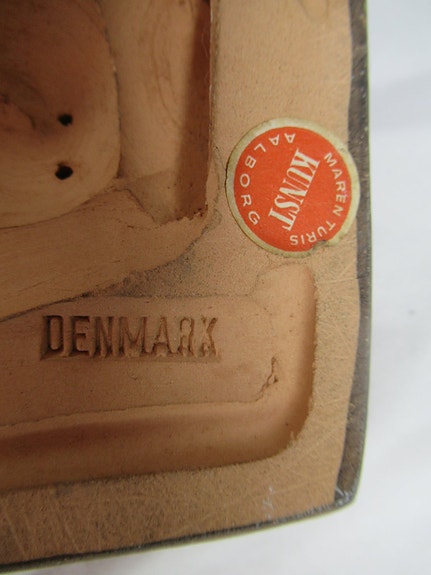 MAREN TURIS
KUNST
AALBORG
DENMARK